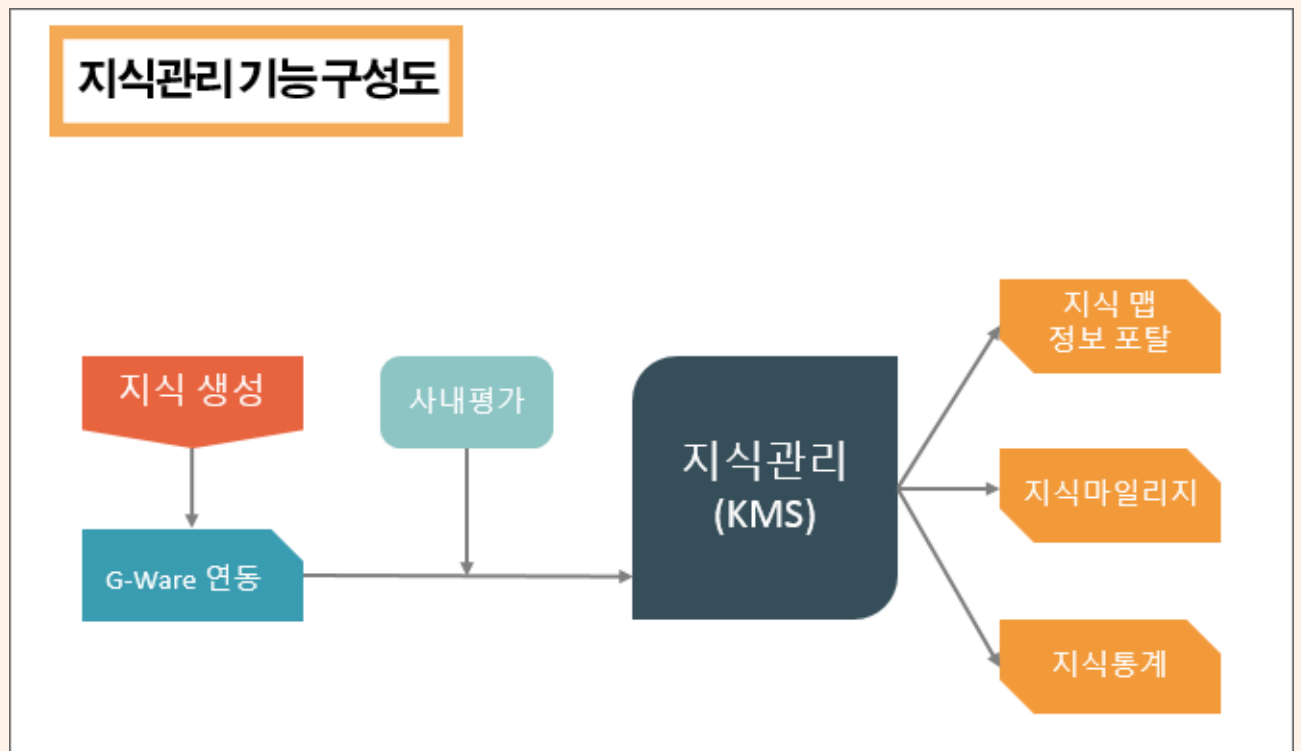 지식관리 기능 구성도
지식 맵
정보 포탈
지식 생성
사내평가
지식관리
(KMS)
지식마일리지
G-Ware 연동
지식통계